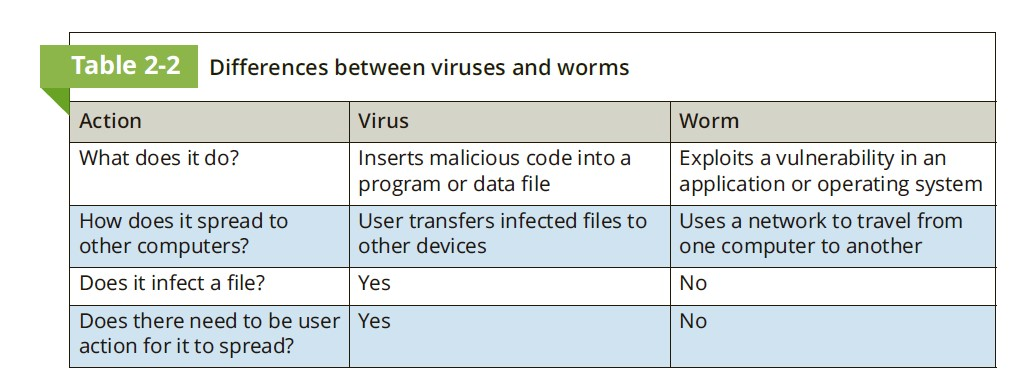 Table 2-2 Differences between viruses and worms
Action Virus Worm
What does it do? Inserts malicious code into a Exploits a vulnerability in an
program or data file application or operating system
How does it spread to User transfers infected files to Uses a network to travel from
other computers? other devices one computer to another
Does it infect a file? Yes No
Does there need to be user Yes No
action for it to spread?